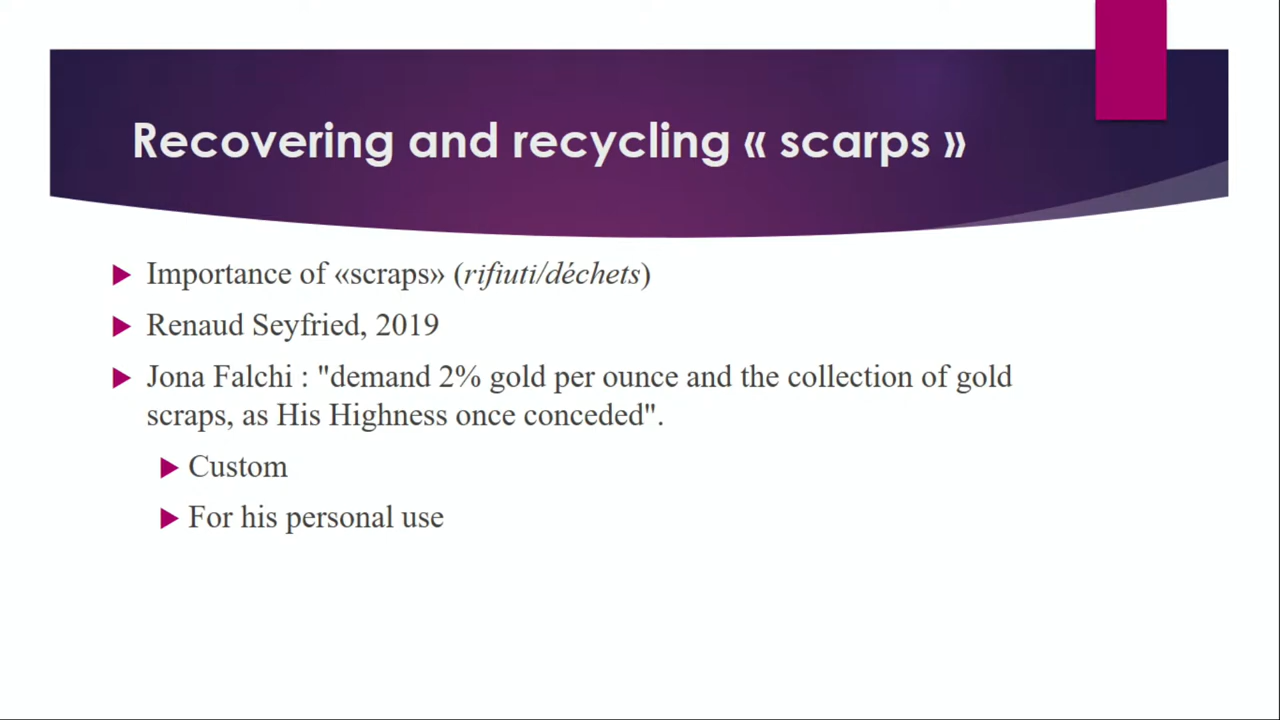 Recovering and recycling « scarps »
Importance of «scraps» (rifiuti/déchets)
Renaud Seyfried, 2019
Jona Falchi : "demand 2% gold per ounce and the collection of gold
scraps, as His Highness once conceded".
Custom
For his personal use